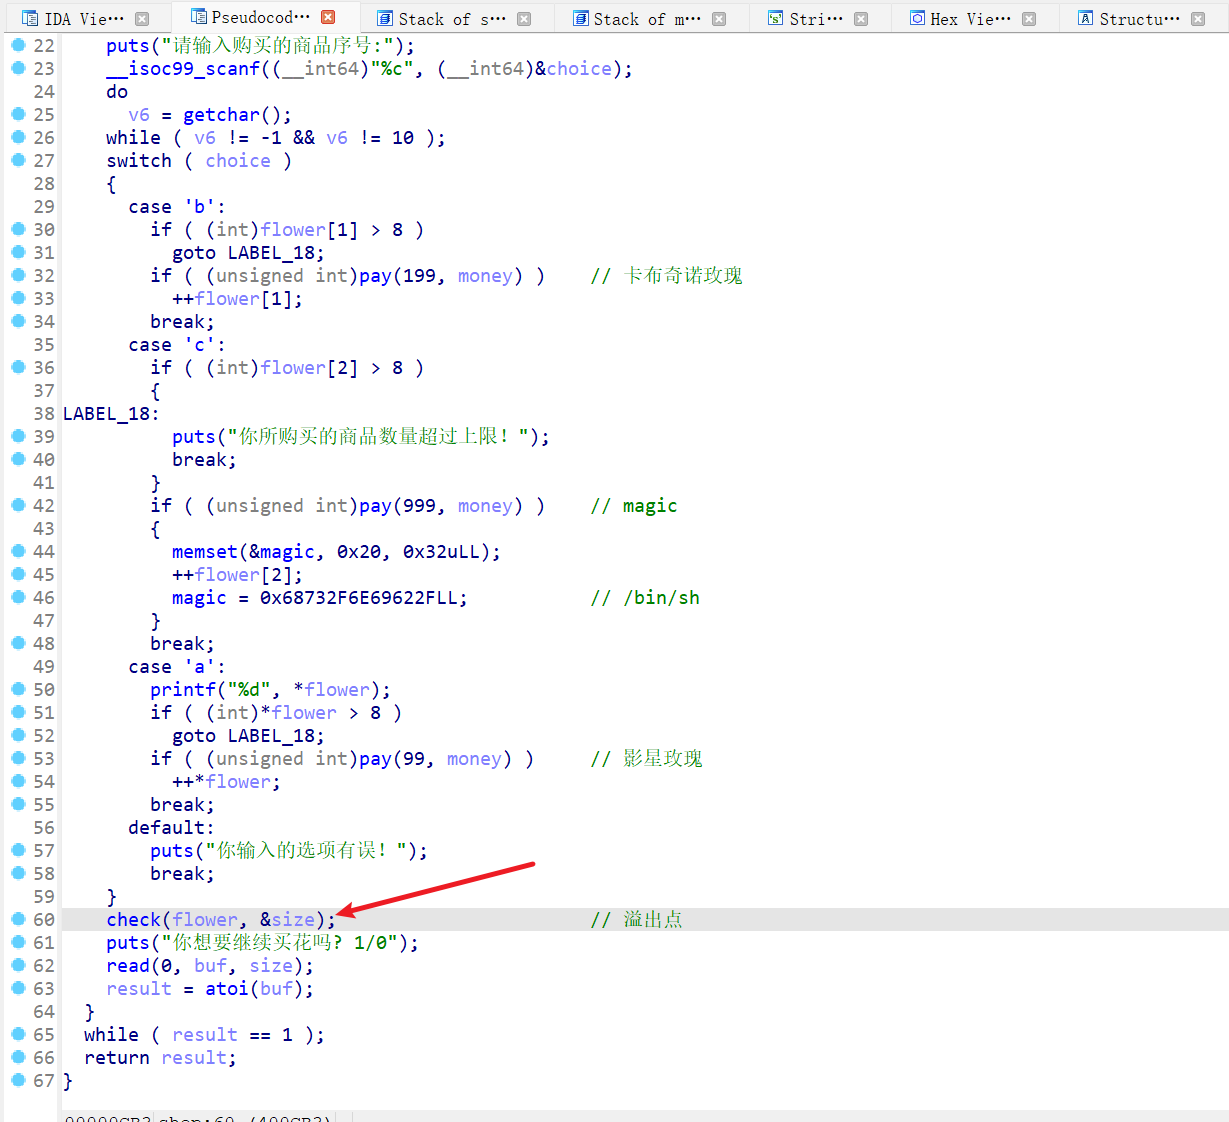 IDA Vie··· Pseudocod··· Stack of s··· Stack of m··· Stri··· Hex Vie··· Structu···
22 puts("请输入购买的商品序号:");
23 __isoc99_scanf((__int64)"%c", (__int64)&choice);
24 do
25 v6 = getchar();
26 while ( v6 != -1 && v6 != 10 );
27 switch ( choice )
28 {
29 case 'b':
30 if ( (int)flower[1] > 8 )
31 goto LABEL_18;
32 if ( (unsigned int)pay(199, money) ) // 卡布奇诺玫瑰
33 ++flower[1];
34 break;
35 case 'c':
36 if ( (int)flower[2] > 8 )
37 {
38 LABEL_18:
39 puts("你所购买的商品数量超过上限！");
40 break;
41 }
42 if ( (unsigned int)pay(999, money) ) // magic
43 {
44 memset(&magic, 0x20, 0x32uLL);
45 ++flower[2];
46 magic = 0x68732F6E69622FLL; // /bin/sh
47 }
48 break;
49 case 'a':
50 printf("%d", *flower);
51 if ( (int)*flower > 8 )
52 goto LABEL_18;
53 if ( (unsigned int)pay(99, money) ) // 影星玫瑰
54 ++*flower;
55 break;
56 default:
57 puts("你输入的选项有误！");
58 break;
59 }
60 check(flower, &size); // 溢出点
61 puts("你想要继续买花吗？1/0");
62 read(0, buf, size);
63 result = atoi(buf);
64 }
65 while ( result == 1 );
66 return result;
67 }